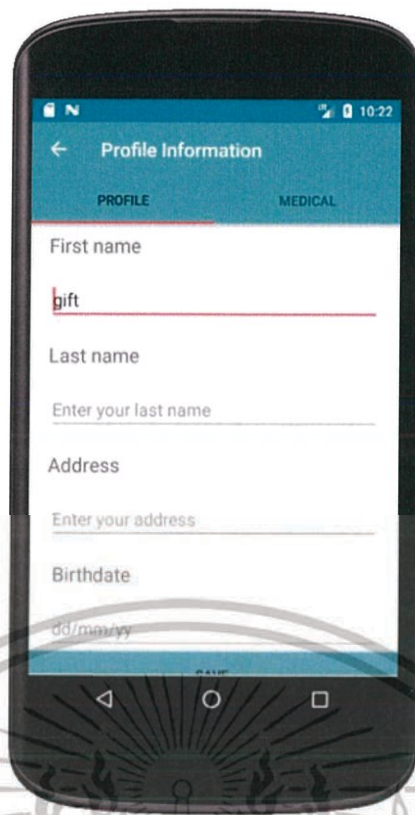 10:22
Profile Information
PROFILE MEDICAL
First name
gift
Last name
Enter your last name
Address
Enter your address
Birthdate
dd/mm/yy
SAVE